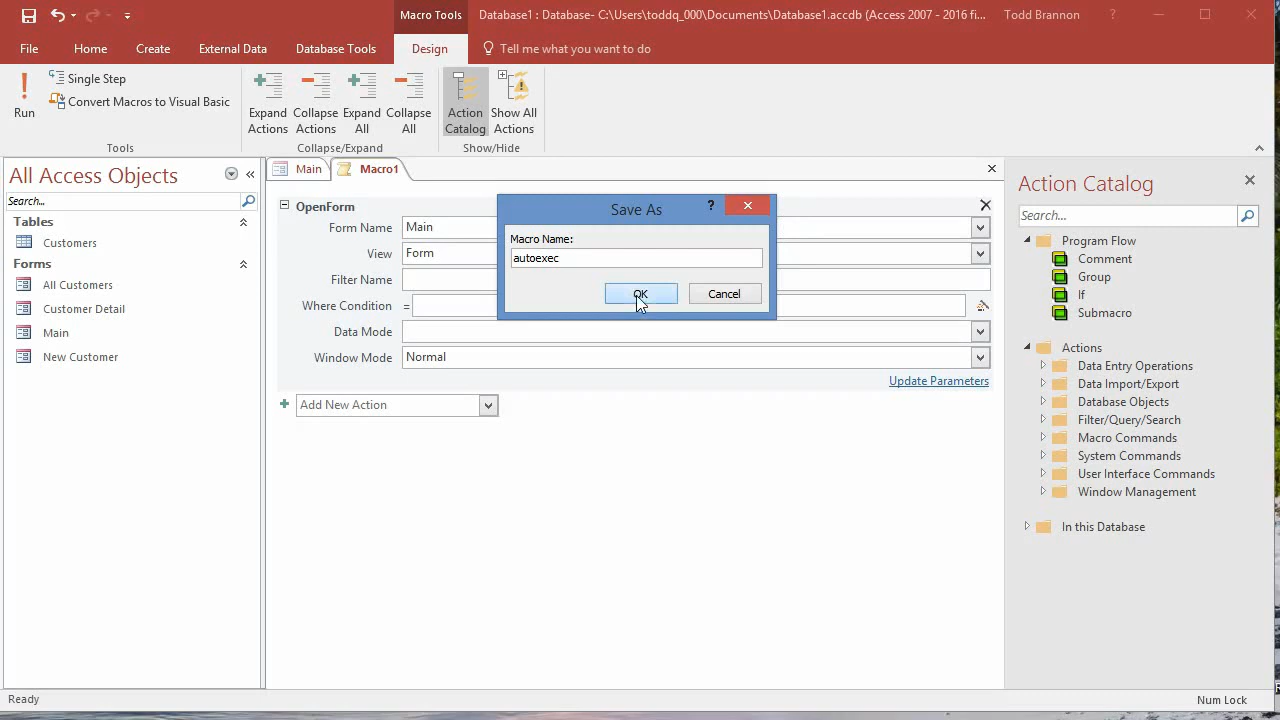 Macro Tools
Database1 : Database- C:\Users\toddq_000\Documents\Database1.accdb (Access 2007 - 2016 fi...
Todd Brannon
?
File
Home
Create
External Data
Database Tools
Design
Tell me what you want to do
Run
Single Step
Convert Macros to Visual Basic
Tools
Expand Actions
Collapse Actions
Expand All
Collapse All
Collapse/Expand
Action Catalog
Show All Actions
Show/Hide
All Access Objects
Search...
Tables
Customers
Forms
All Customers
Customer Detail
Main
New Customer
Main
Macro1
OpenForm
Form Name
Main
View
Form
Filter Name
Where Condition
=
Data Mode
Window Mode
Normal
Update Parameters
Add New Action
Save As
?
Macro Name:
autoexec
OK
Cancel
Action Catalog
Search...
Program Flow
Comment
Group
If
Submacro
Actions
Data Entry Operations
Data Import/Export
Database Objects
Filter/Query/Search
Macro Commands
System Commands
User Interface Commands
Window Management
In this Database
Ready
Num Lock